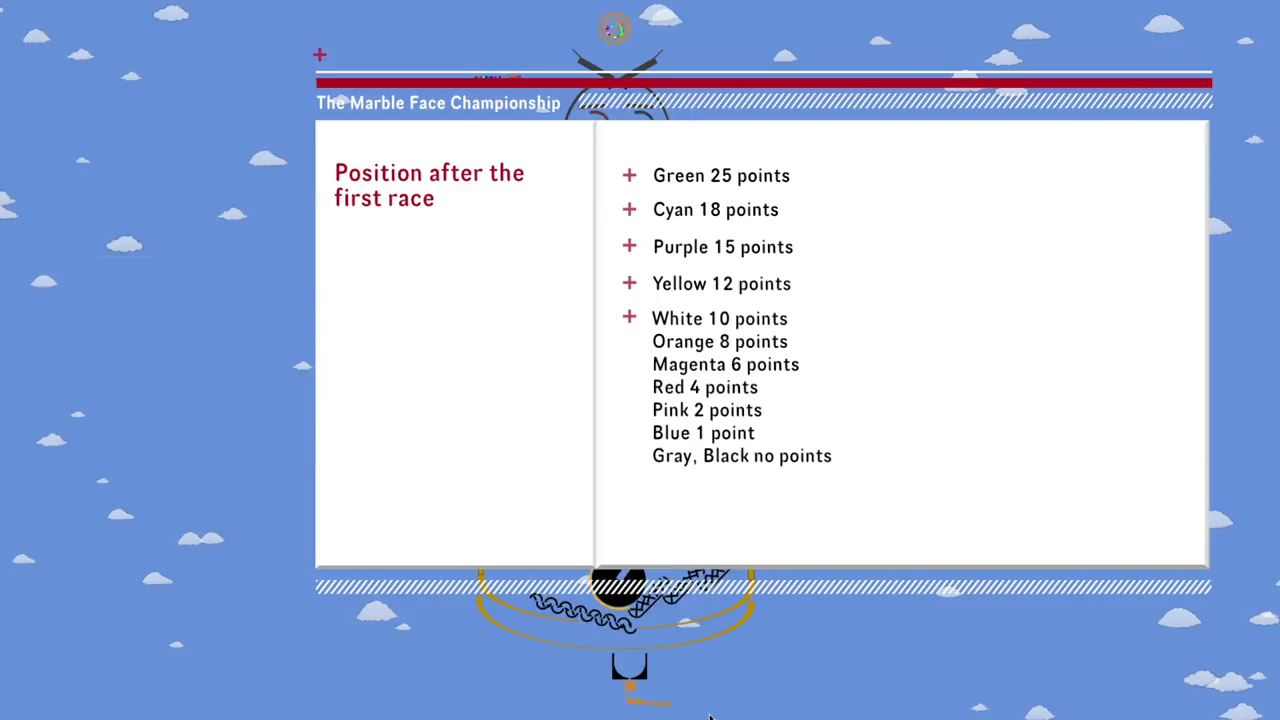 The Marble Face Championship
Position after the
first race
Green 25 points
Cyan 18 points
Purple 15 points
Yellow 12 points
White 10 points
Orange 8 points
Magenta 6 points
Red 4 points
Pink 2 points
Blue 1 point
Gray, Black no points